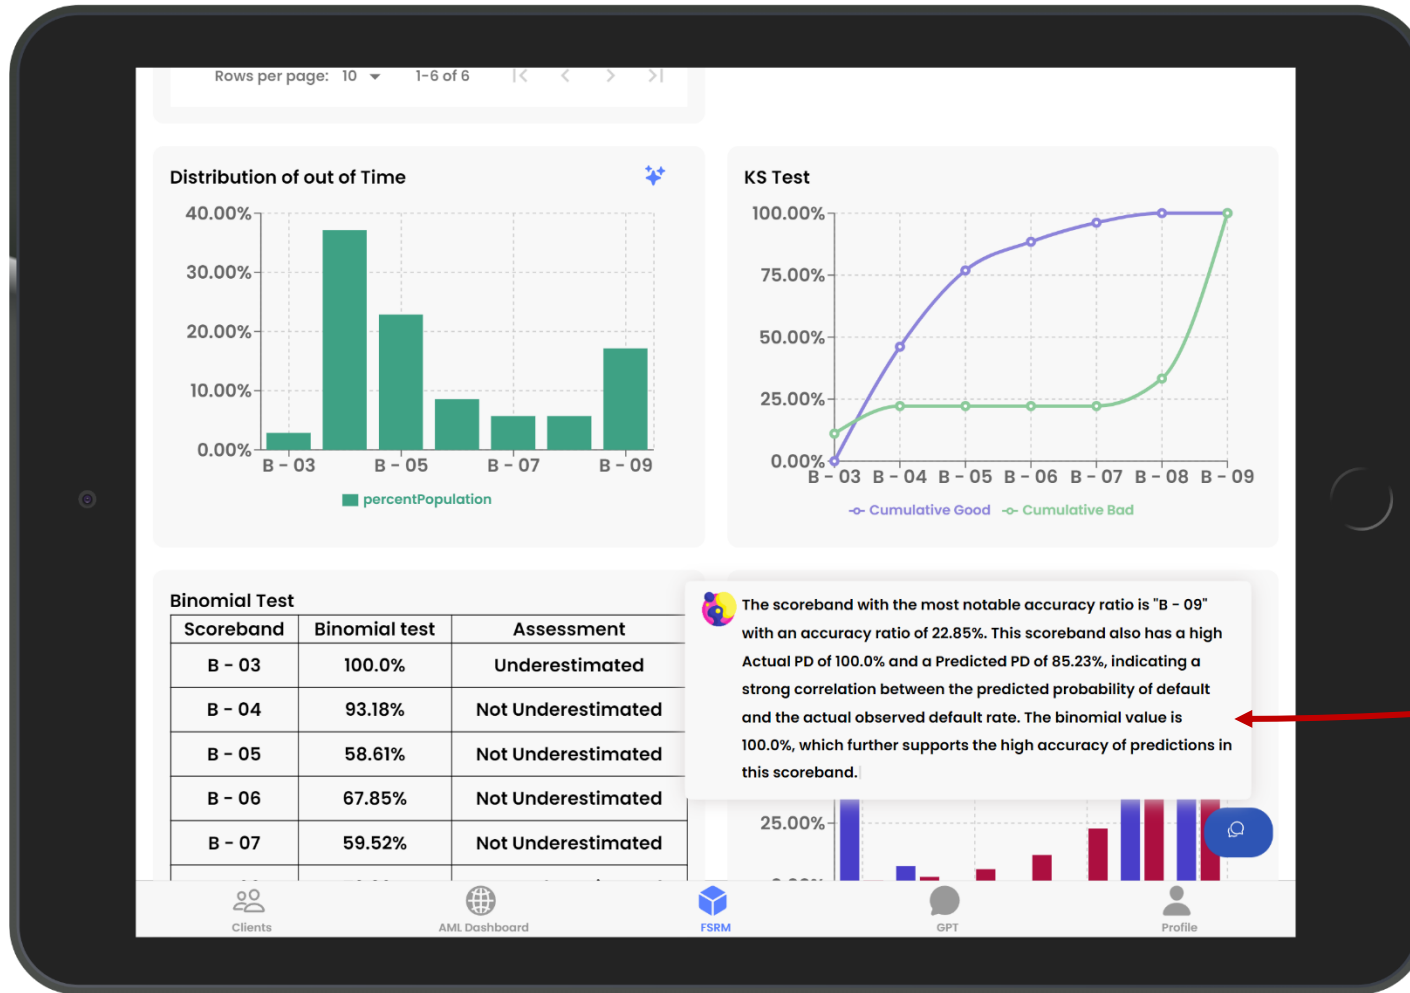 Rows per page: 10 1-6 of 6
Distribution of out of Time
40.00%
30.00%
20.00%
10.00%
0.00%
B - 03 B - 05 B - 07 B - 09
percentPopulation
KS Test
100.00%
75.00%
50.00%
25.00%
0.00%
B - 03 B - 04 B - 05 B - 06 B - 07 B - 08 B - 09
Cumulative Good Cumulative Bad
Binomial Test
Scoreband Binomial test Assessment
B - 03 100.0% Underestimated
B - 04 93.18% Not Underestimated
B - 05 58.61% Not Underestimated
B - 06 67.85% Not Underestimated
B - 07 59.52% Not Underestimated
The scoreband with the most notable accuracy ratio is "B - 09"
with an accuracy ratio of 22.85%. This scoreband also has a high
Actual PD of 100.0% and a Predicted PD of 85.23%, indicating a
strong correlation between the predicted probability of default
and the actual observed default rate. The binomial value is
100.0%, which further supports the high accuracy of predictions in
this scoreband.
25.00%
Clients AML Dashboard FSRM GPT Profile